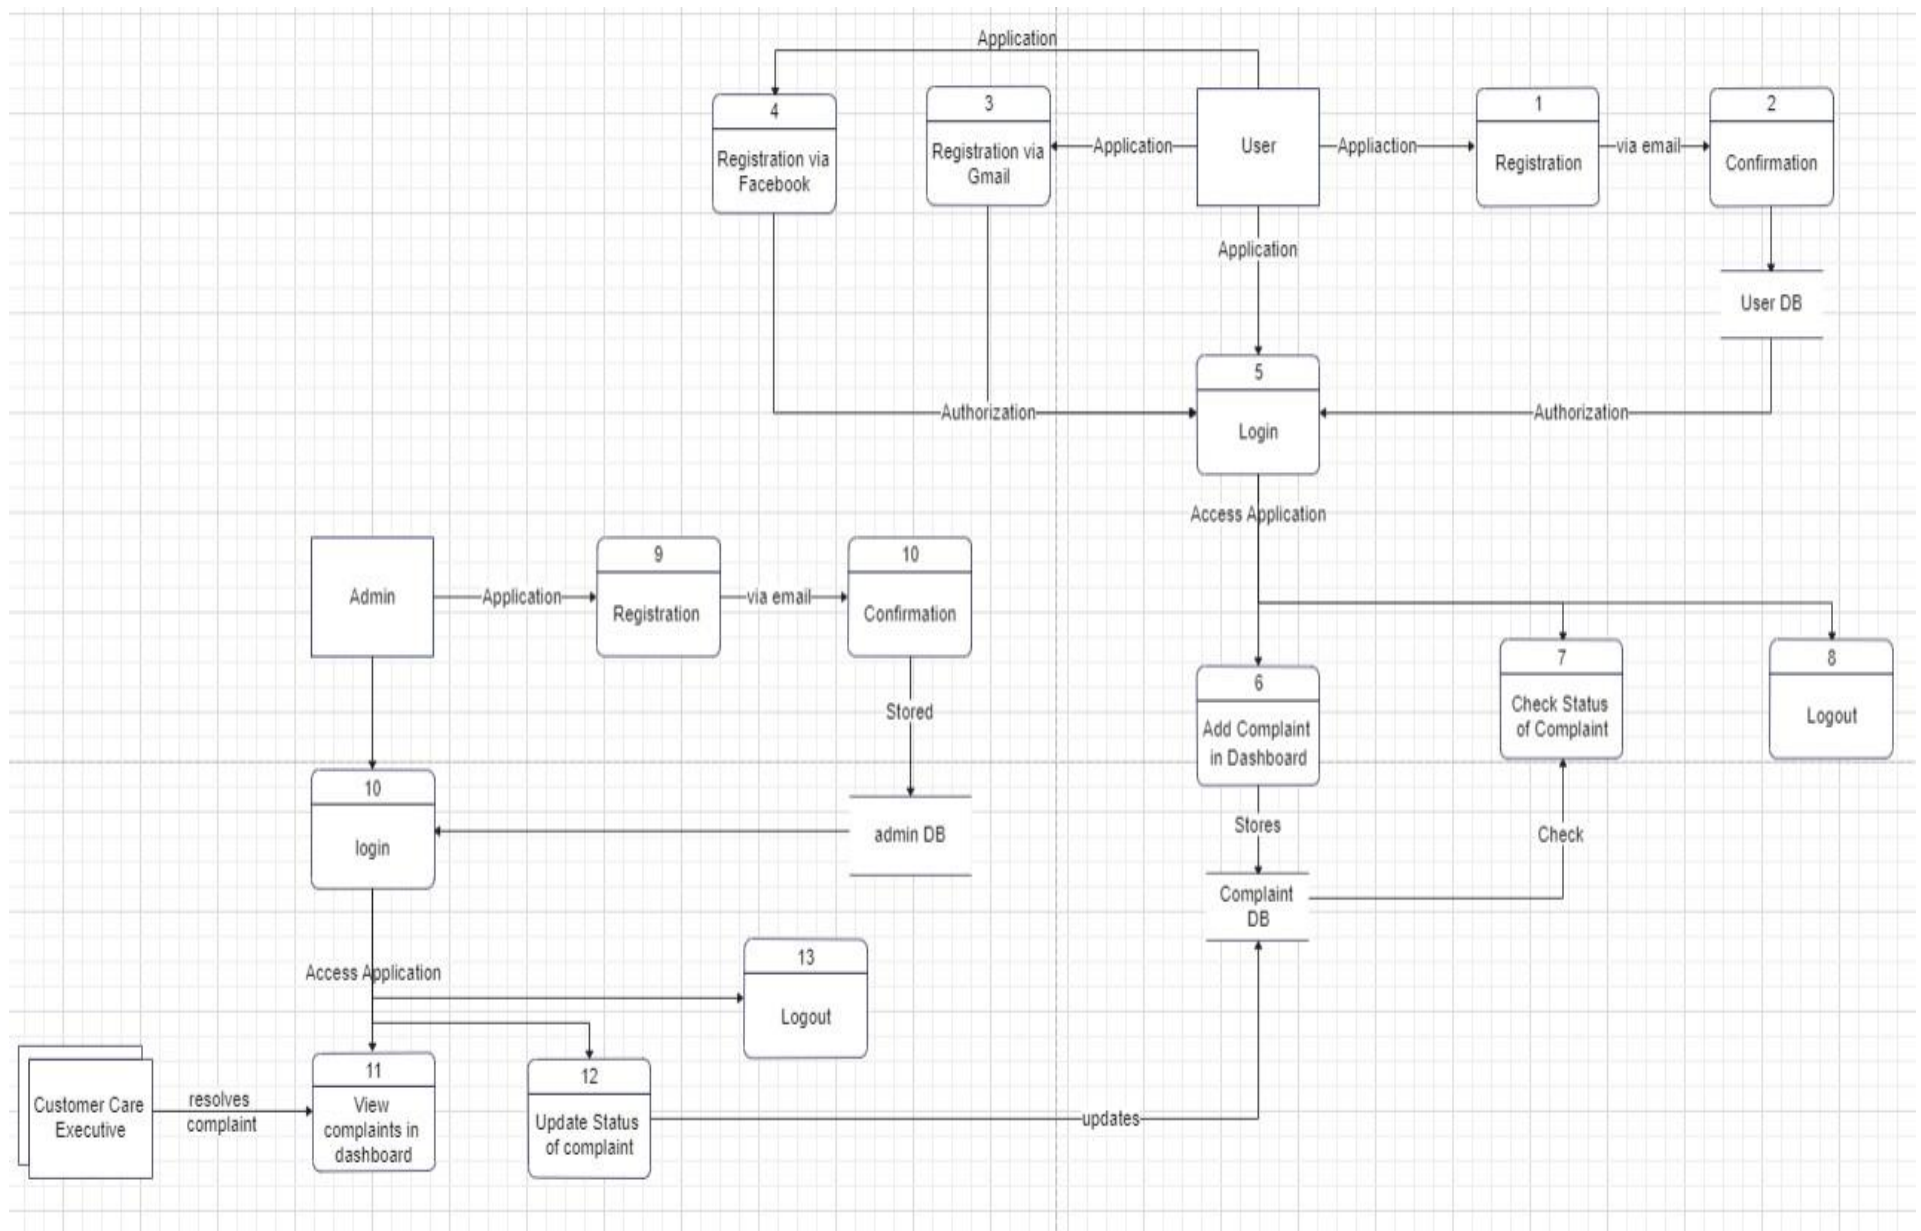 Application
4
Registration via
Facebook
3
Registration via
Gmail
Application
User
Appliaction
1
Registration
via email
2
Confirmation
Application
User DB
5
Login
Authorization
Authorization
Access Application
Admin
Application
9
Registration
via email
10
Confirmation
Stored
6
Add Complaint
in Dashboard
7
Check Status
of Complaint
8
Logout
10
login
admin DB
Stores
Check
Complaint
DB
Access Application
13
Logout
Customer Care
Executive
resolves
complaint
11
View
complaints in
dashboard
12
Update Status
of complaint
updates